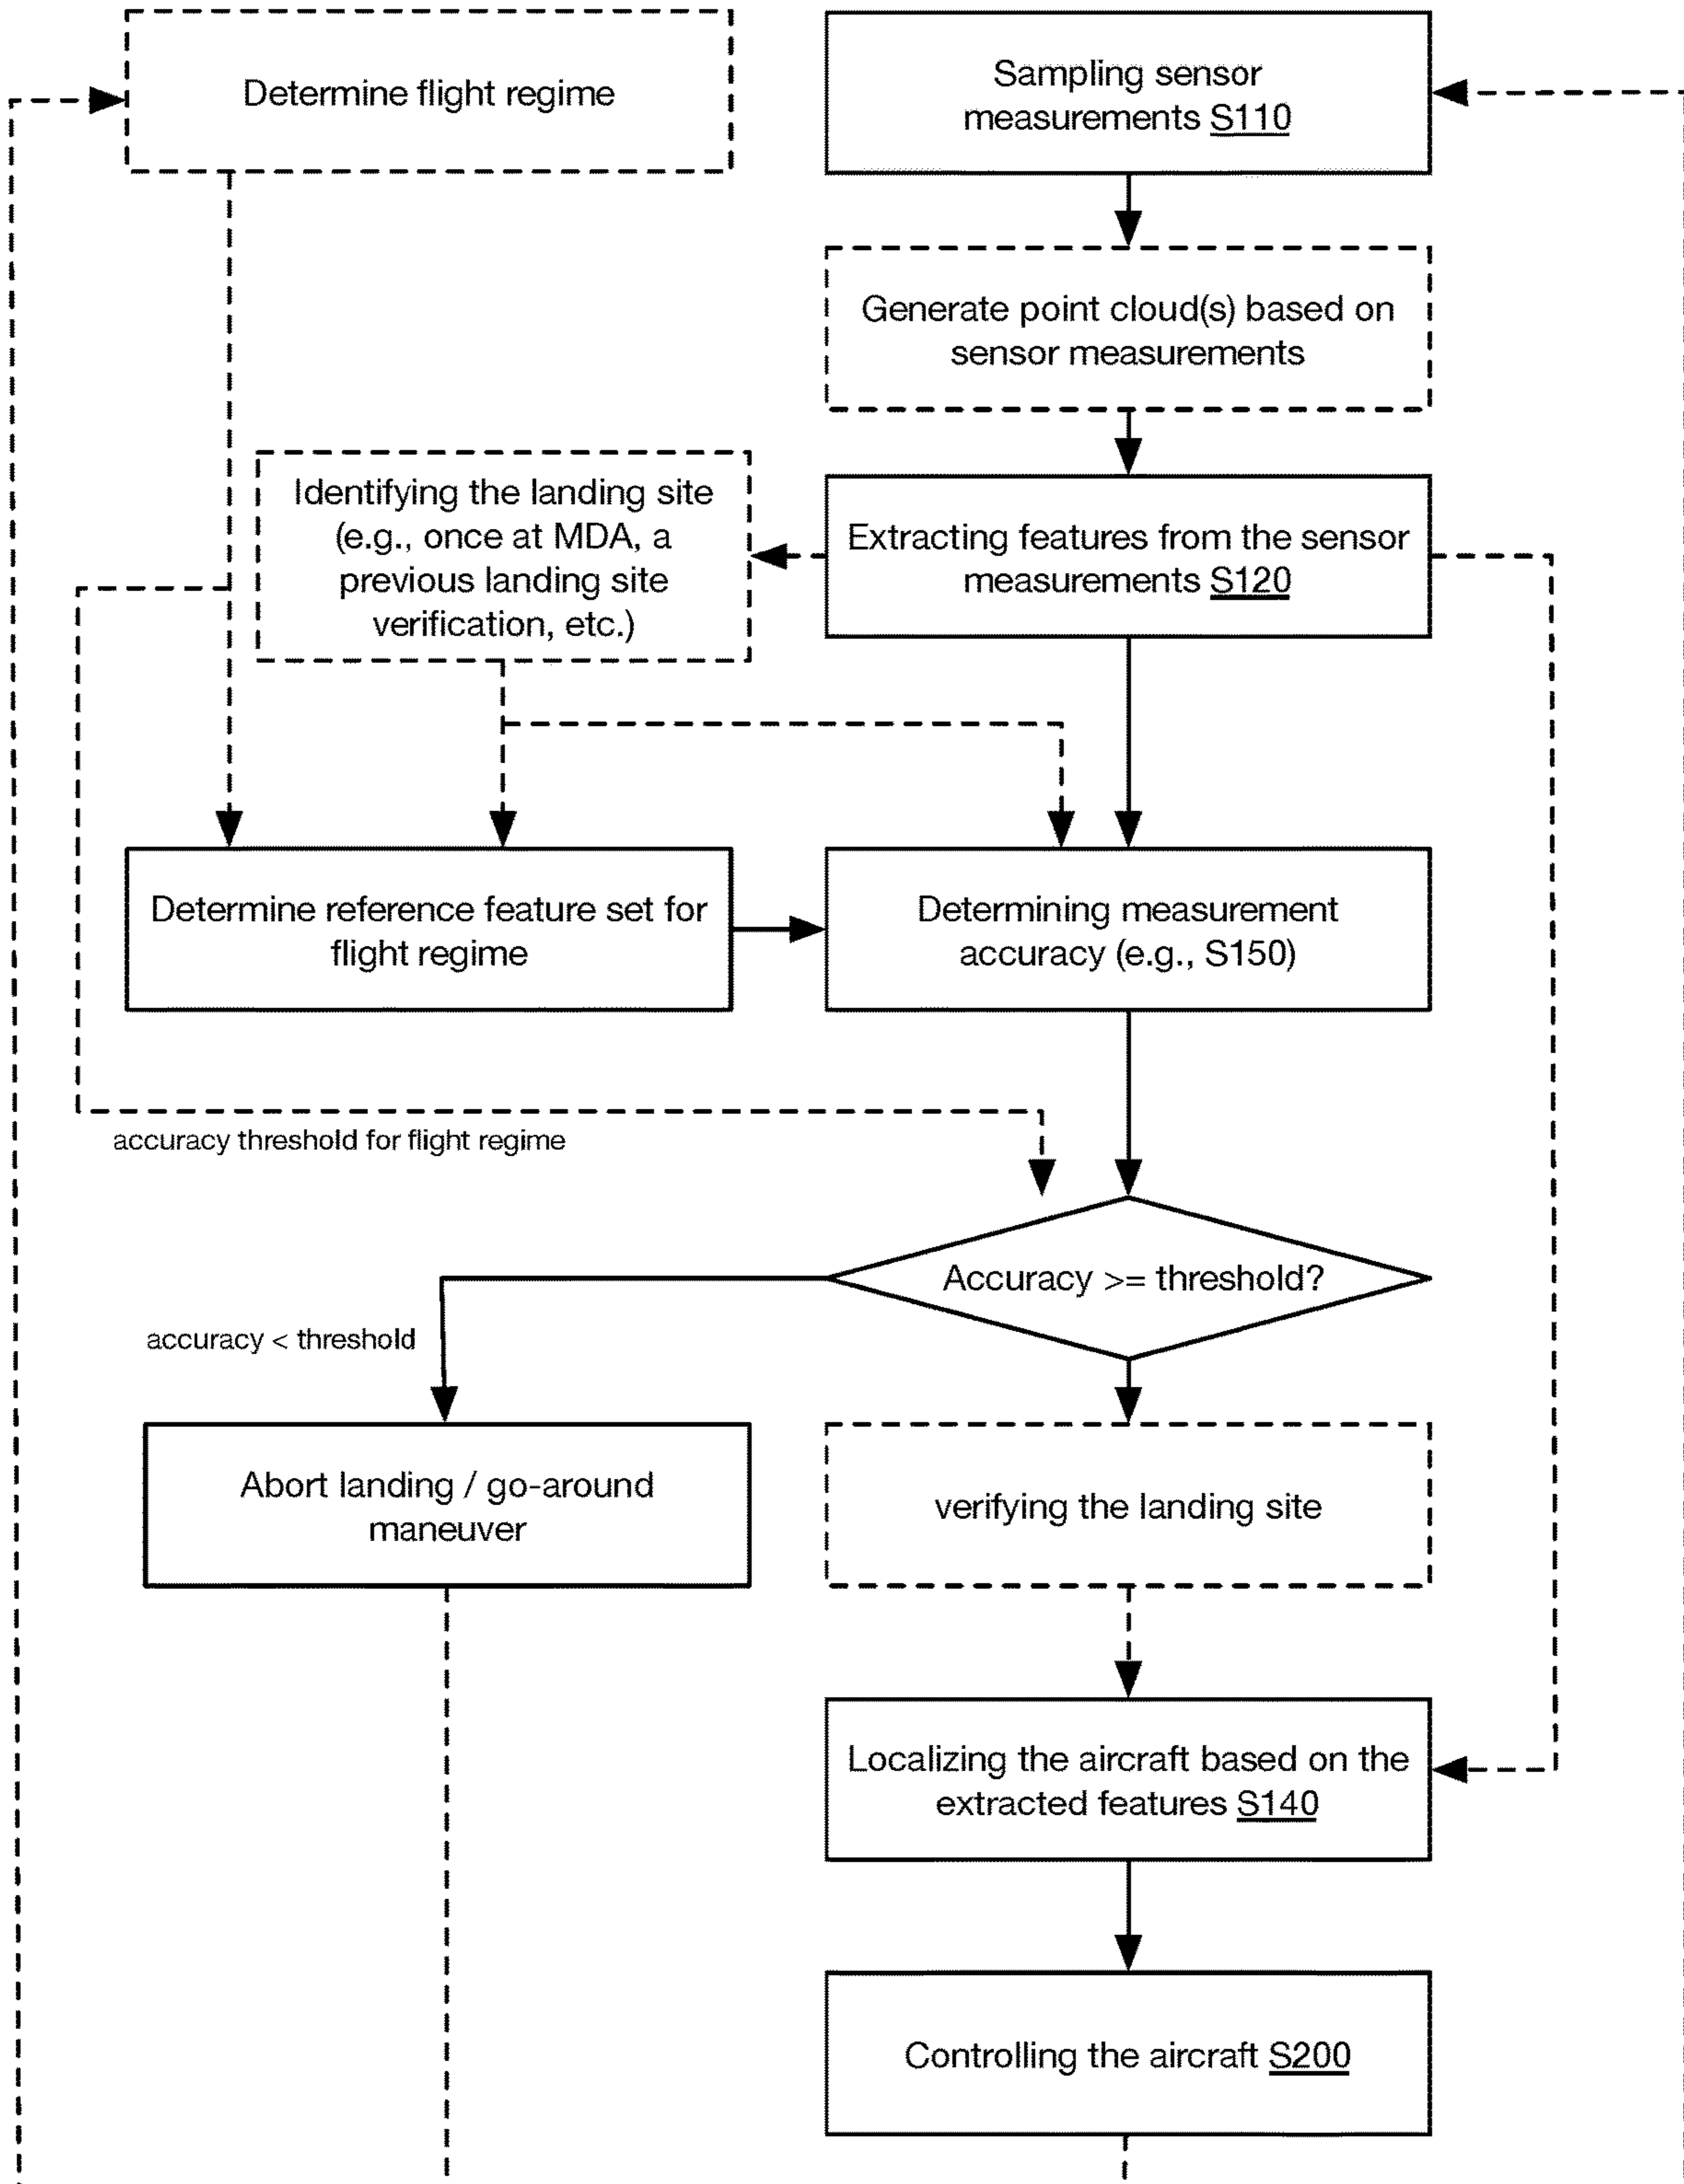 Determine flight regime
Sampling sensor
measurements S110
Generate point cloud(s) based on
sensor measurements
Identifying the landing site
(e.g., once at MDA, a
previous landing site
verification, etc.)
Extracting features from the sensor
measurements S120
Determine reference feature set for
flight regime
Determining measurement
accuracy (e.g., S150)
accuracy threshold for flight regime
Accuracy >= threshold?
accuracy < threshold
Abort landing / go-around
maneuver
verifying the landing site
Localizing the aircraft based on the
extracted features S140
Controlling the aircraft S200